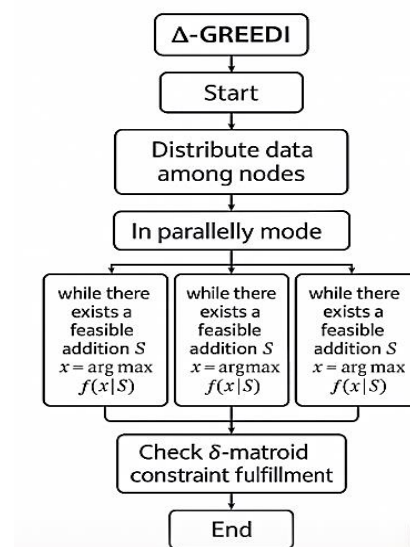 Δ-GREEDI
Start
Distribute data
among nodes
In parallelly mode
while there
exists a
feasible
addition S
x = arg max
f(x|S)
while there
exists a
feasible
addition S
x = argmax
f(x|S)
while there
exists a
feasible
addition S
x = arg max
f(x|S)
Check δ-matroid
constraint fulfillment
End